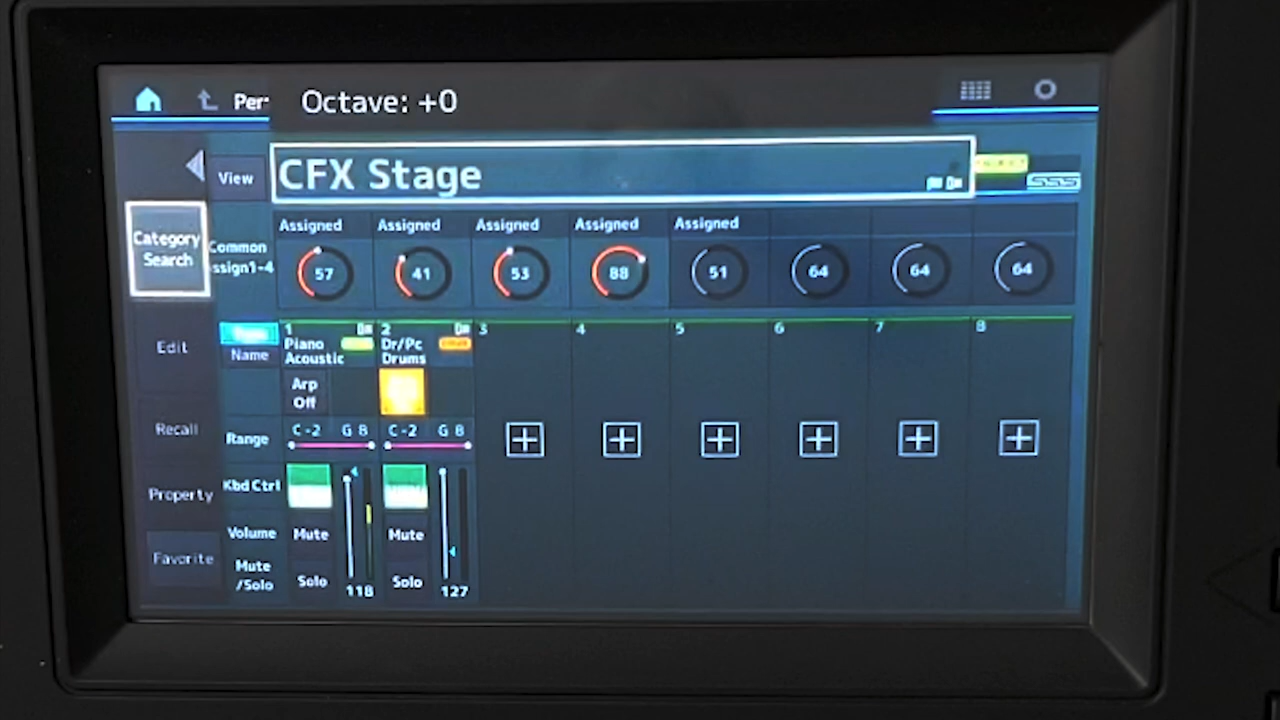 Per
Octave: +0
View
CFX Stage
Category
Search
Common
ssign1-4
Assigned
Assigned
Assigned
Assigned
Assigned
57
41
53
88
51
64
64
64
Edit
Recall
Property
Favorite
Name
Range
Kbd Ctrl
Volume
Mute
/Solo
1
Piano
Acoustic
Arp
Off
C -2 G 8
Mute
Solo
118
2
Dr/Pc
Drums
C -2 G 8
Mute
Solo
127
3
4
5
6
7
8